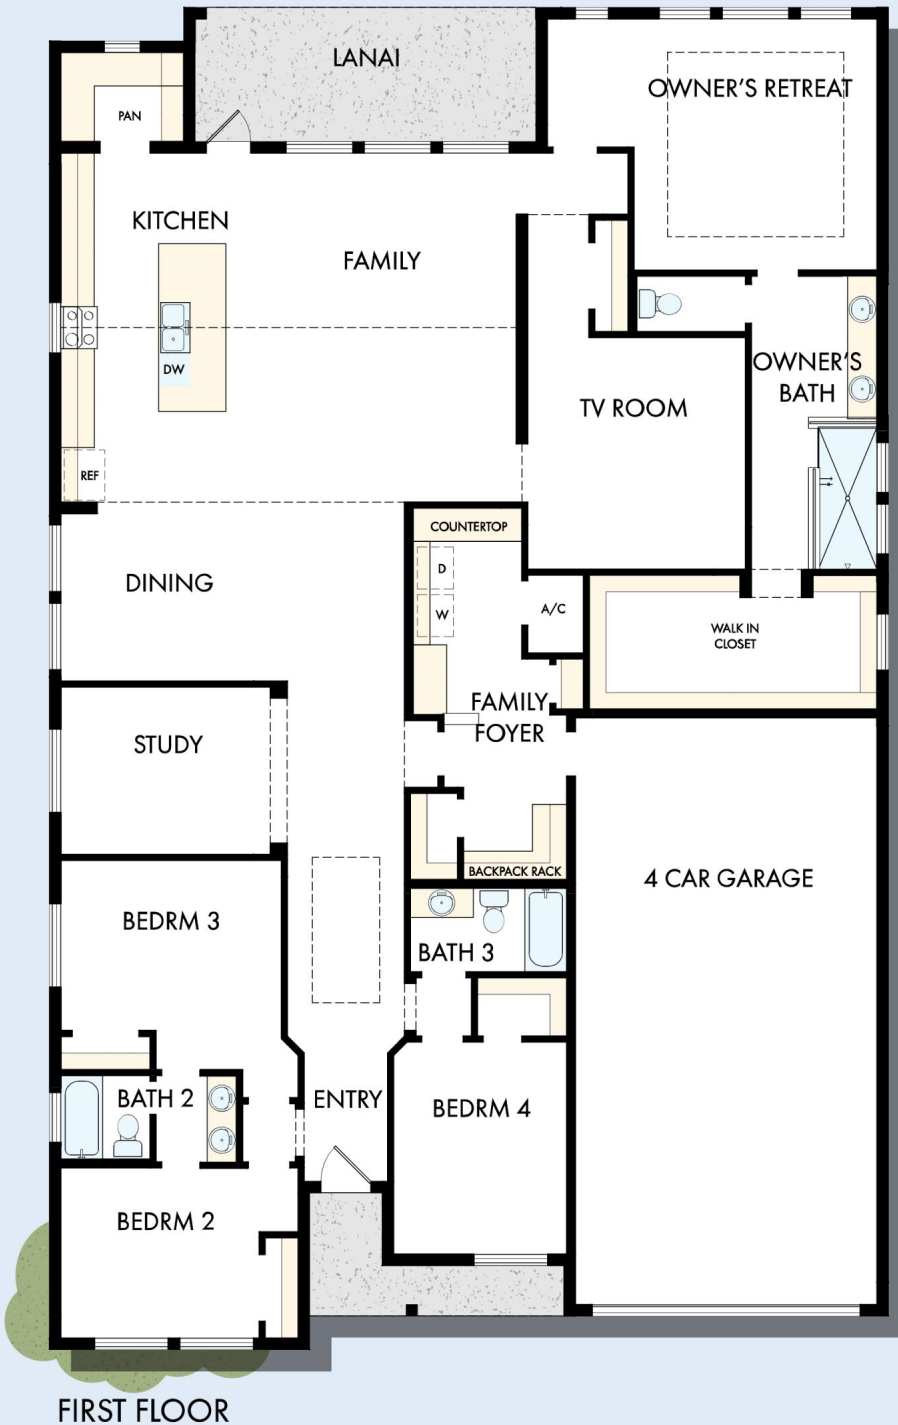 LANAI
OWNER'S RETREAT
PAN
KITCHEN
FAMILY
DW
OWNER'S
BATH
TV ROOM
REF
COUNTERTOP
D
W
A/C
DINING
WALK IN
CLOSET
FAMILY
FOYER
STUDY
BACKPACK RACK
4 CAR GARAGE
BEDRM 3
BATH 3
BATH 2
ENTRY
BEDRM 4
BEDRM 2
FIRST FLOOR